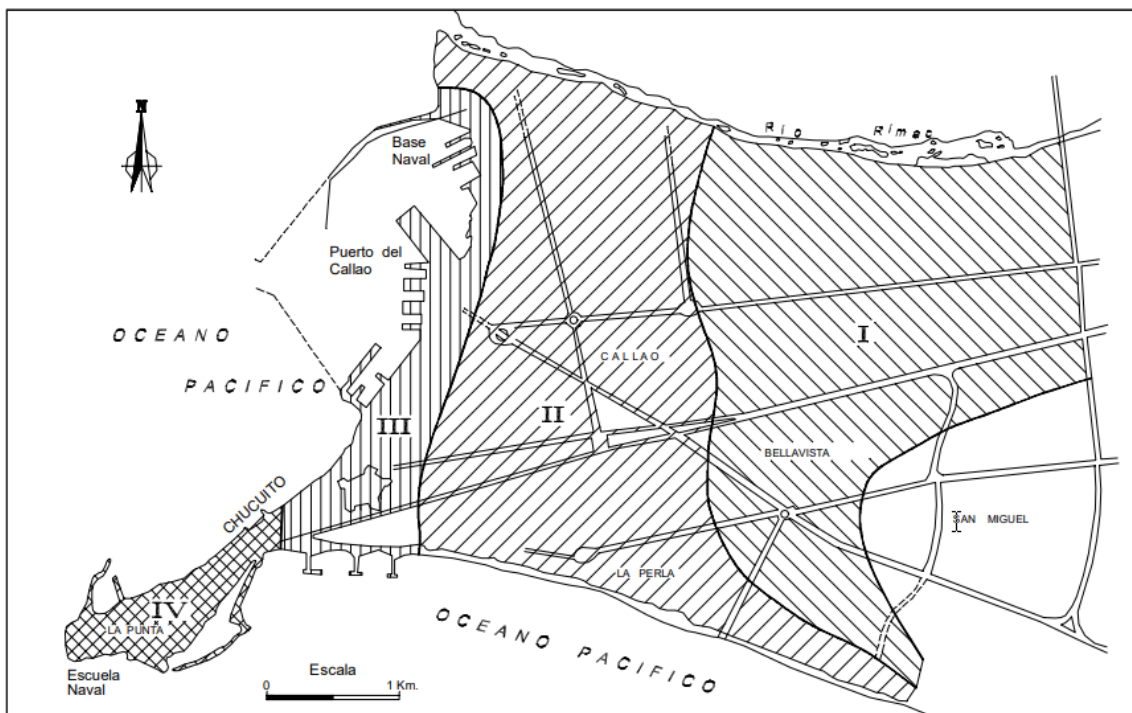 N
Río Rimac
Base
Naval
Puerto del
Callao
OCEANO
PACIFICO
I
CALLAO
II
III
BELLAVISTA
CHUCUITO
SAN MIGUEL
LA PERLA
IV
LA PUNTA
OCEANO PACIFICO
Escuela
Naval
Escala
0 1 Km.